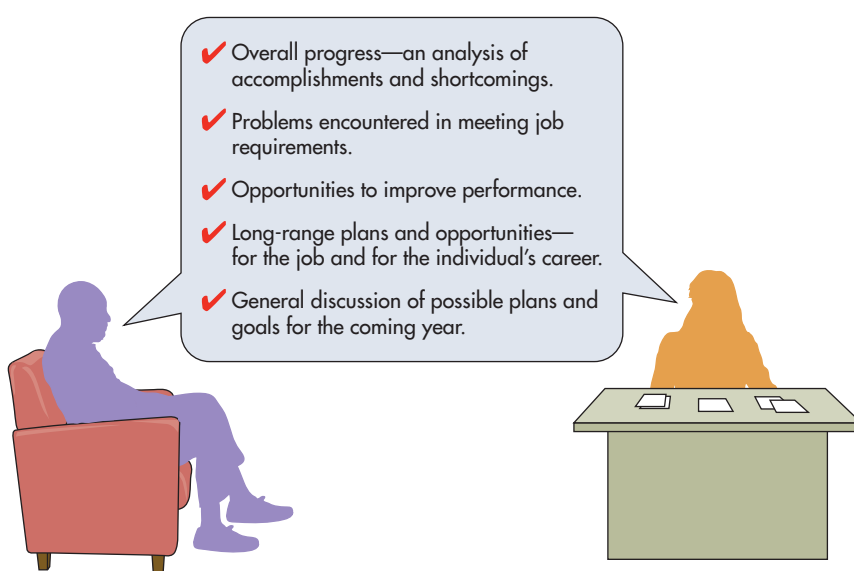 ✔ Overall progress—an analysis of
accomplishments and shortcomings.
✔ Problems encountered in meeting job
requirements.
✔ Opportunities to improve performance.
✔ Long-range plans and opportunities—
for the job and for the individual's career.
✔ General discussion of possible plans and
goals for the coming year.